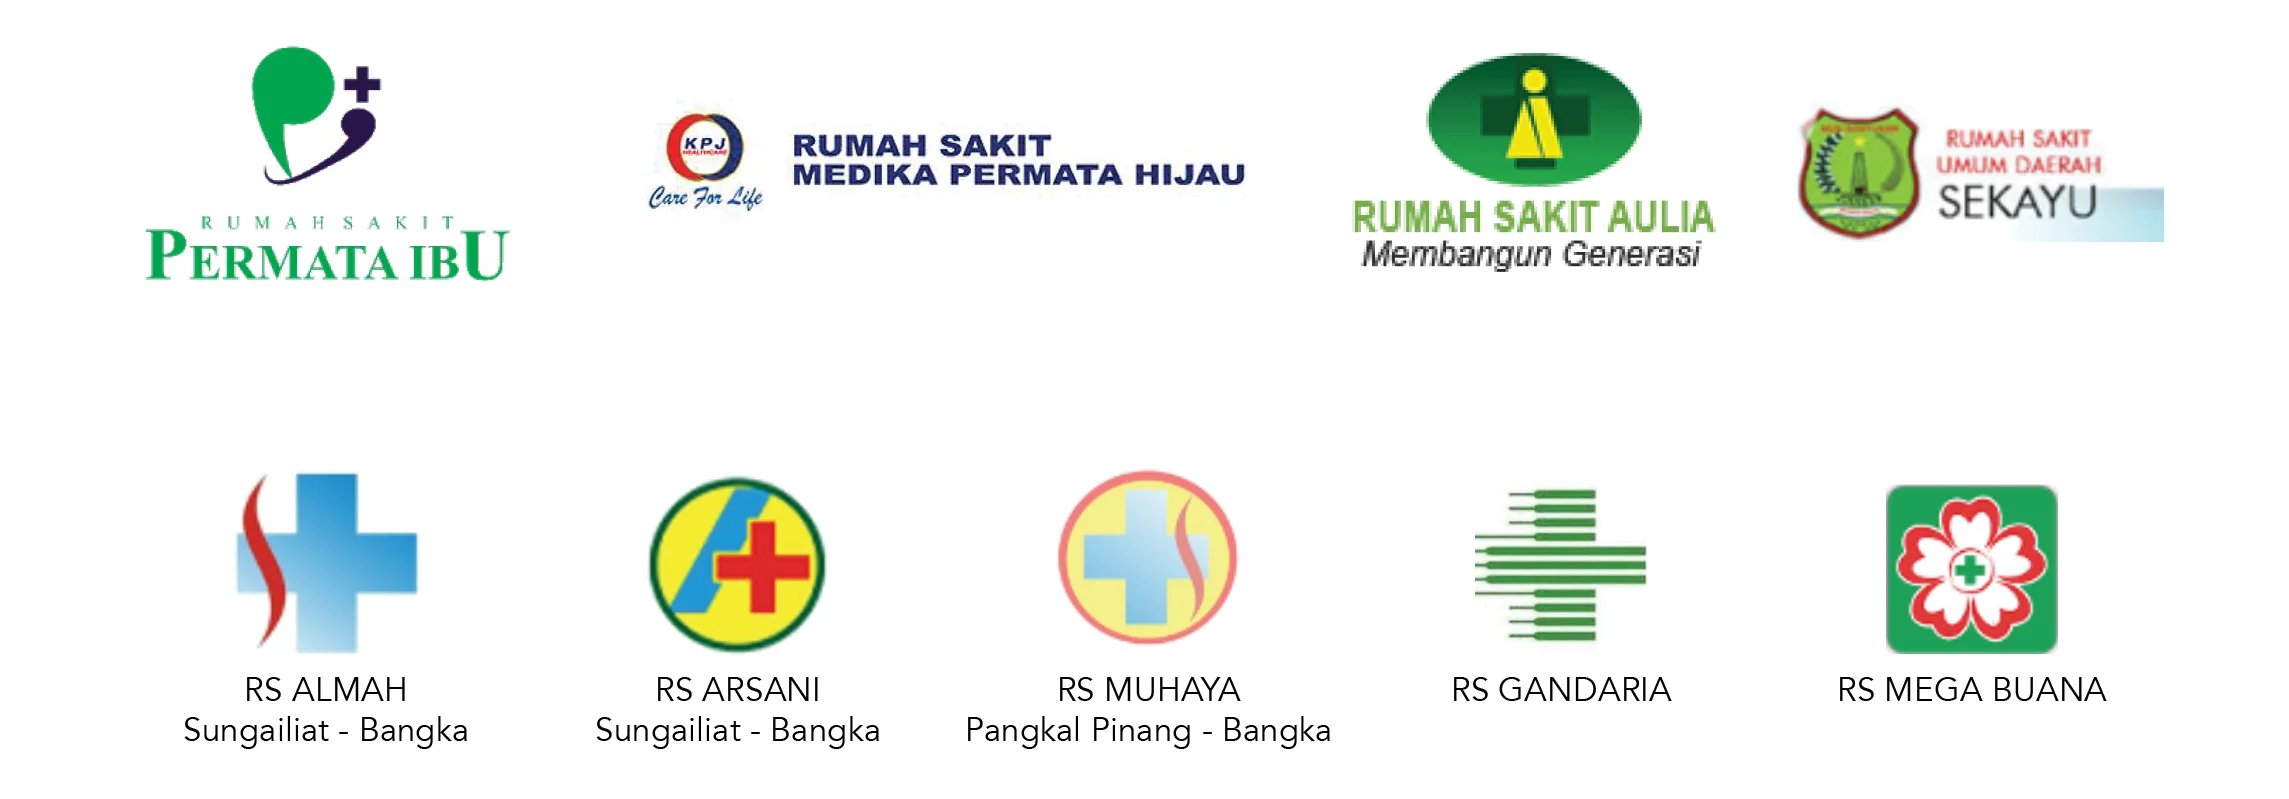 RUMAH SAKIT
PERMATA IBU
KPJ
HEALTHCARE
Care For Life
RUMAH SAKIT
MEDIKA PERMATA HIJAU
RUMAH SAKIT AULIA
Membangun Generasi
RUMAH SAKIT
UMUM DAERAH
SEKAYU
RS ALMAH
Sungailiat - Bangka
RS ARSANI
Sungailiat - Bangka
RS MUHAYA
Pangkal Pinang - Bangka
RS GANDARIA
RS MEGA BUANA